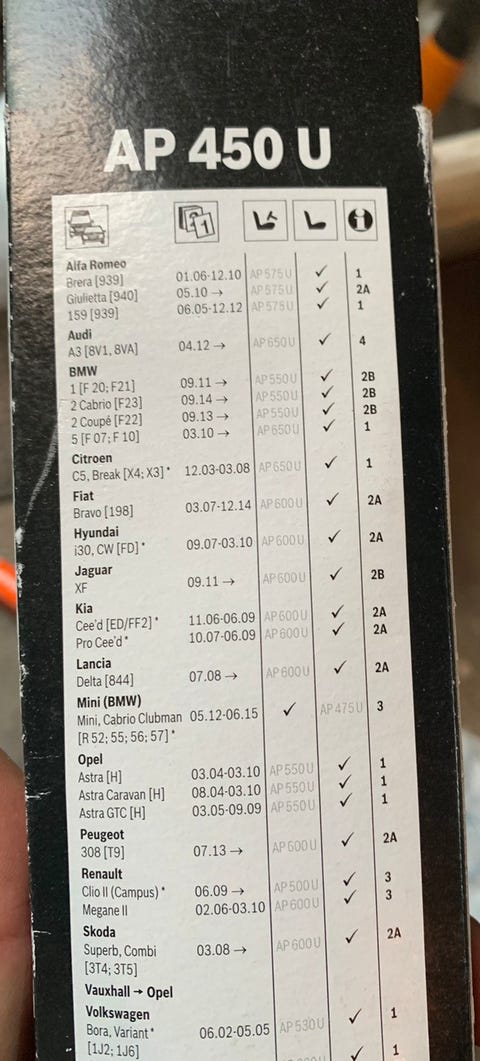 AP 450 U
Alfa Romeo
Brera [939] 01.06-12.10 AP 575 U ✓ 1
Giulietta [940] 05.10 → AP 575 U ✓ 2A
159 [939] 06.05-12.12 AP 575 U ✓ 1
Audi
A3 [8V1, 8VA] 04.12 → AP 650 U ✓ 4
BMW
1 [F 20; F21] 09.11 → AP 550 U ✓ 2B
2 Cabrio [F23] 09.14 → AP 550 U ✓ 2B
2 Coupé [F22] 09.13 → AP 550 U ✓ 2B
5 [F 07; F 10] 03.10 → AP 650 U ✓ 1
Citroen
C5, Break [X4; X3]* 12.03-03.08 AP 650 U ✓ 1
Fiat
Bravo [198] 03.07-12.14 AP 600 U ✓ 2A
Hyundai
i30, CW [FD]* 09.07-03.10 AP 600 U ✓ 2A
Jaguar
XF 09.11 → AP 600 U ✓ 2B
Kia
Cee'd [ED/FF2]* 11.06-06.09 AP 600 U ✓ 2A
Pro Cee'd* 10.07-06.09 AP 600 U ✓ 2A
Lancia
Delta [844] 07.08 → AP 600 U ✓ 2A
Mini (BMW)
Mini, Cabrio Clubman 05.12-06.15 ✓ AP 475 U 3
[R 52; 55; 56; 57]*
Opel
Astra [H] 03.04-03.10 AP 550 U ✓ 1
Astra Caravan [H] 08.04-03.10 AP 550 U ✓ 1
Astra GTC [H] 03.05-09.09 AP 550 U ✓ 1
Peugeot
308 [T9] 07.13 → AP 600 U ✓ 2A
Renault
Clio II (Campus)* 06.09 → AP 500 U ✓ 3
Megane II 02.06-03.10 AP 600 U ✓ 3
Skoda
Superb, Combi 03.08 → AP 600 U ✓ 2A
[3T4; 3T5]
Vauxhall → Opel
Volkswagen
Bora, Variant* 06.02-05.05 AP 530 U ✓ 1
[1J2; 1J6]
✓ 1